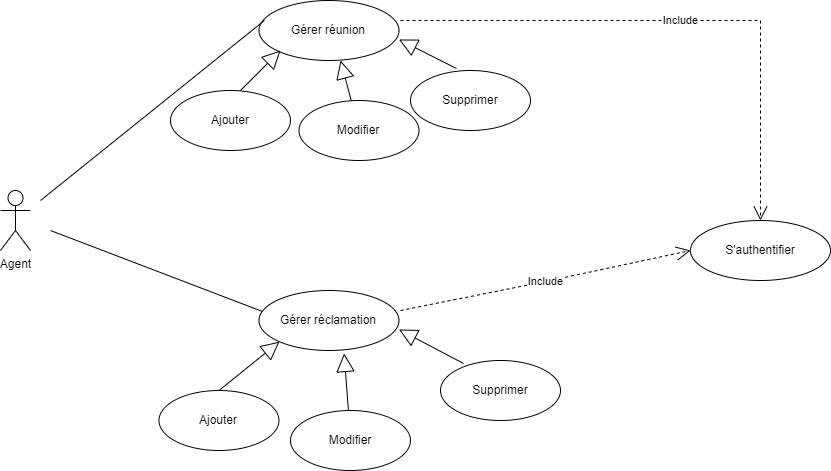 Gérer réunion
Include
Supprimer
Ajouter
Modifier
Agent
S'authentifier
Include
Gérer réclamation
Supprimer
Ajouter
Modifier